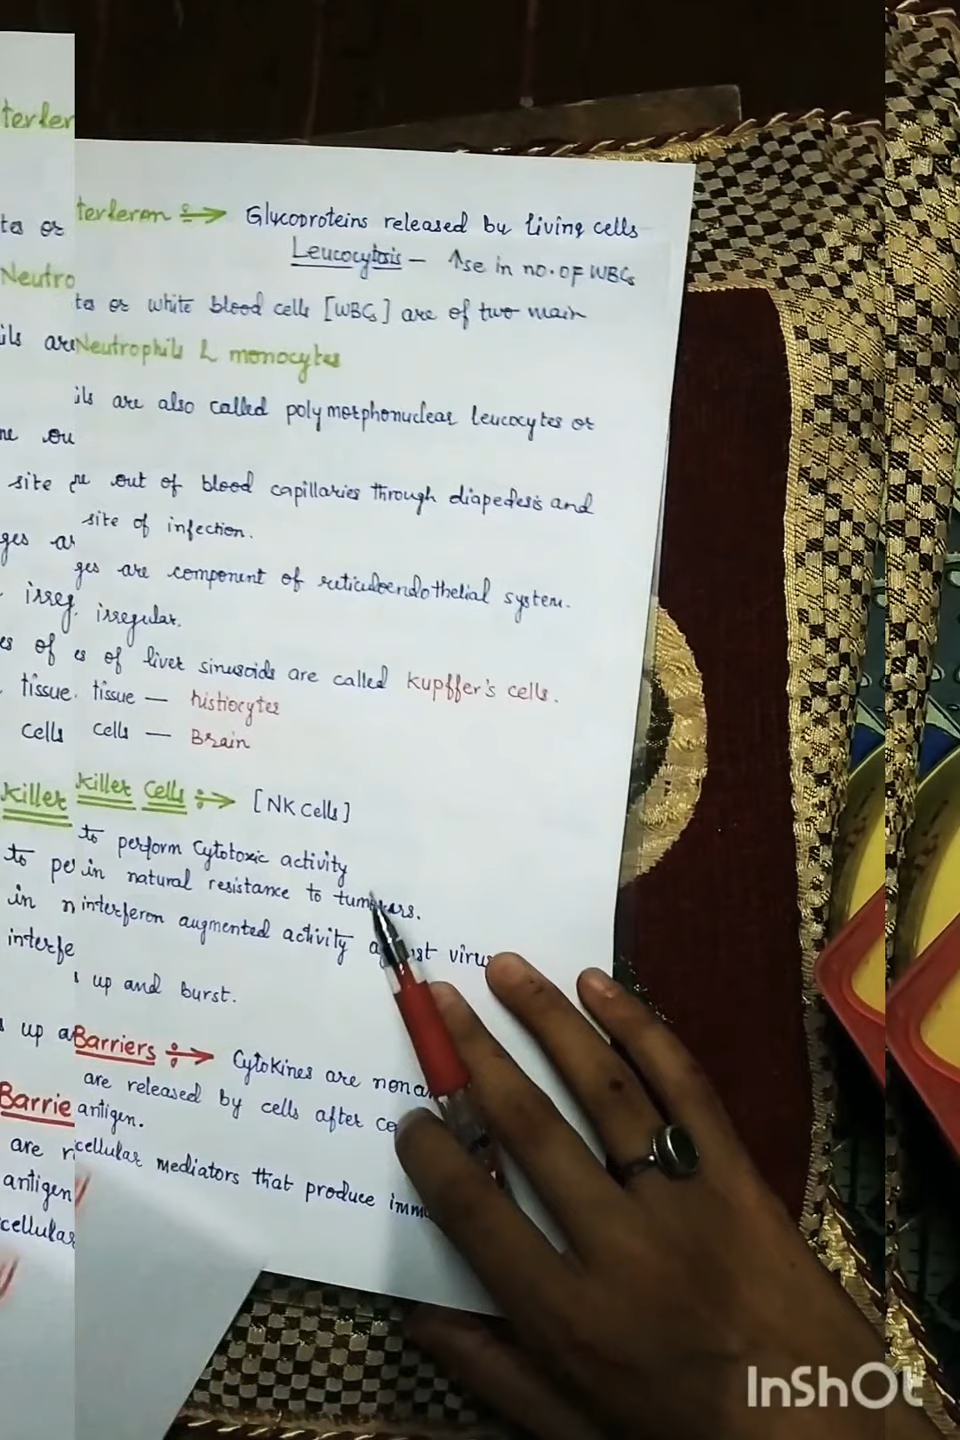 terferon ⇒ Glycoproteins released by living cells
Leucocytosis - ↑se in no. of WBCs
tes or white blood cells [WBCs] are of two main
Neutrophils & monocytes
ils are also called polymorphonuclear leucocytes or
out of blood capillaries through diapedesis and
site of infection.
ges are component of reticuloendothelial system.
irregular.
es of liver sinusoids are called Kupffer's cells.
tissue — histiocytes
cells — Brain
Killer Cells ⇒ [NK Cells]
to perform Cytotoxic activity
in natural resistance to tumours.
interferon augmented activity against virus
up and burst.
Barriers ⇒ Cytokines are non
are released by cells after
antigen.
cellular mediators that produce imm
InShOt